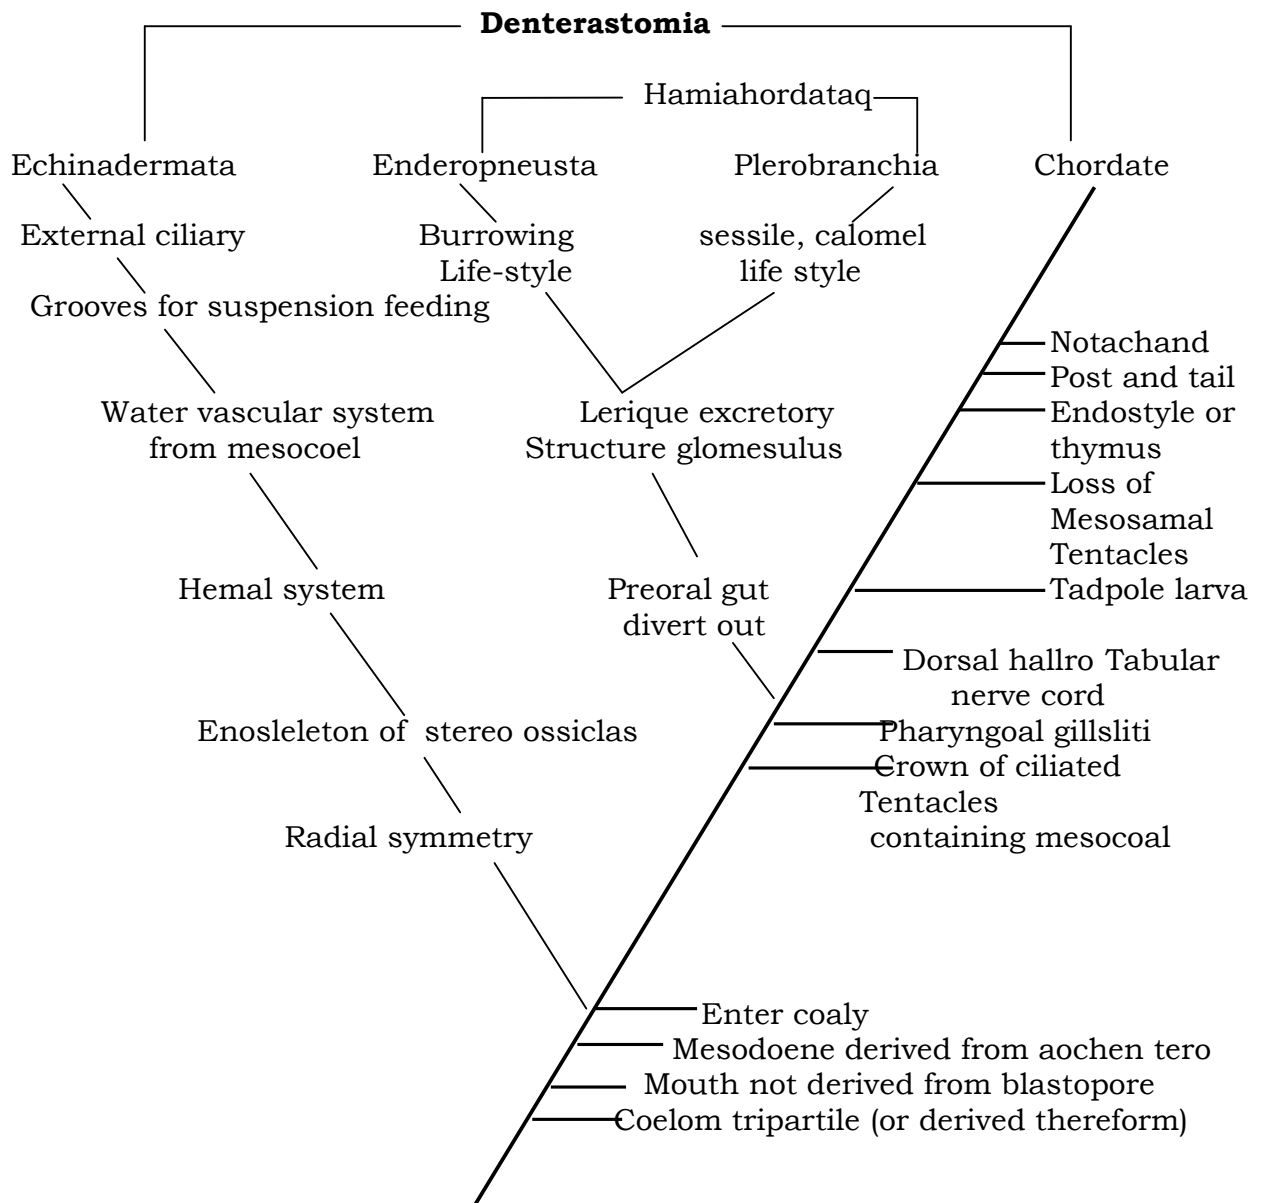 Denterastomia
Hamiahordataq
Echinadermata
Enderopneusta
Plerobranchia
Chordate
External ciliary
Grooves for suspension feeding
Burrowing
Life-style
sessile, calomel
life style
Water vascular system
from mesocoel
Lerique excretory
Structure glomesulus
Hemal system
Preoral gut
divert out
Enosleleton of stereo ossiclas
Radial symmetry
Notachand
Post and tail
Endostyle or
thymus
Loss of
Mesosamal
Tentacles
Tadpole larva
Dorsal hallro Tabular
nerve cord
Pharyngoal gillsliti
Crown of ciliated
Tentacles
containing mesocoal
Enter coaly
Mesodoene derived from aochen tero
Mouth not derived from blastopore
Coelom tripartile (or derived thereform)